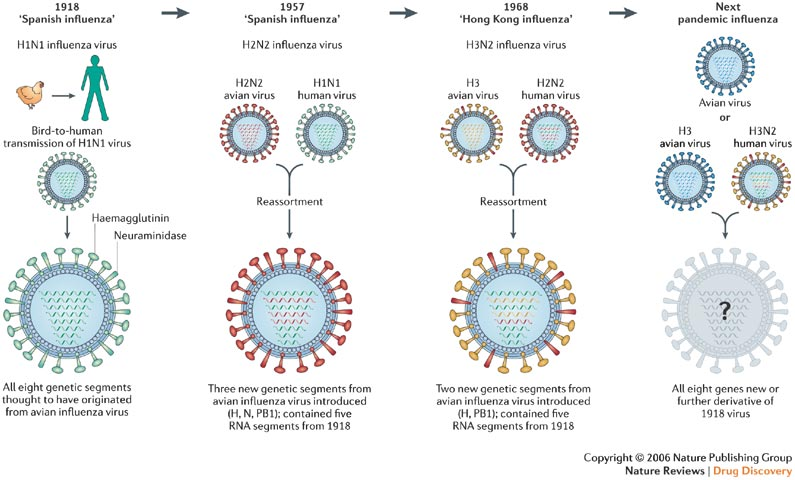 1918
'Spanish influenza'
H1N1 influenza virus
Bird-to-human
transmission of H1N1 virus
Haemagglutinin
Neuraminidase
All eight genetic segments
thought to have originated
from avian influenza virus
1957
'Spanish influenza'
H2N2 influenza virus
H2N2
avian virus
H1N1
human virus
Reassortment
Three new genetic segments from
avian influenza virus introduced
(H, N, PB1); contained five
RNA segments from 1918
1968
'Hong Kong influenza'
H3N2 influenza virus
H3
avian virus
H2N2
human virus
Reassortment
Two new genetic segments from
avian influenza virus introduced
(H, PB1); contained five
RNA segments from 1918
Next
pandemic influenza
Avian virus
or
H3
avian virus
H3N2
human virus
?
All eight genes new or
further derivative of
1918 virus
Copyright © 2006 Nature Publishing Group
Nature Reviews | Drug Discovery